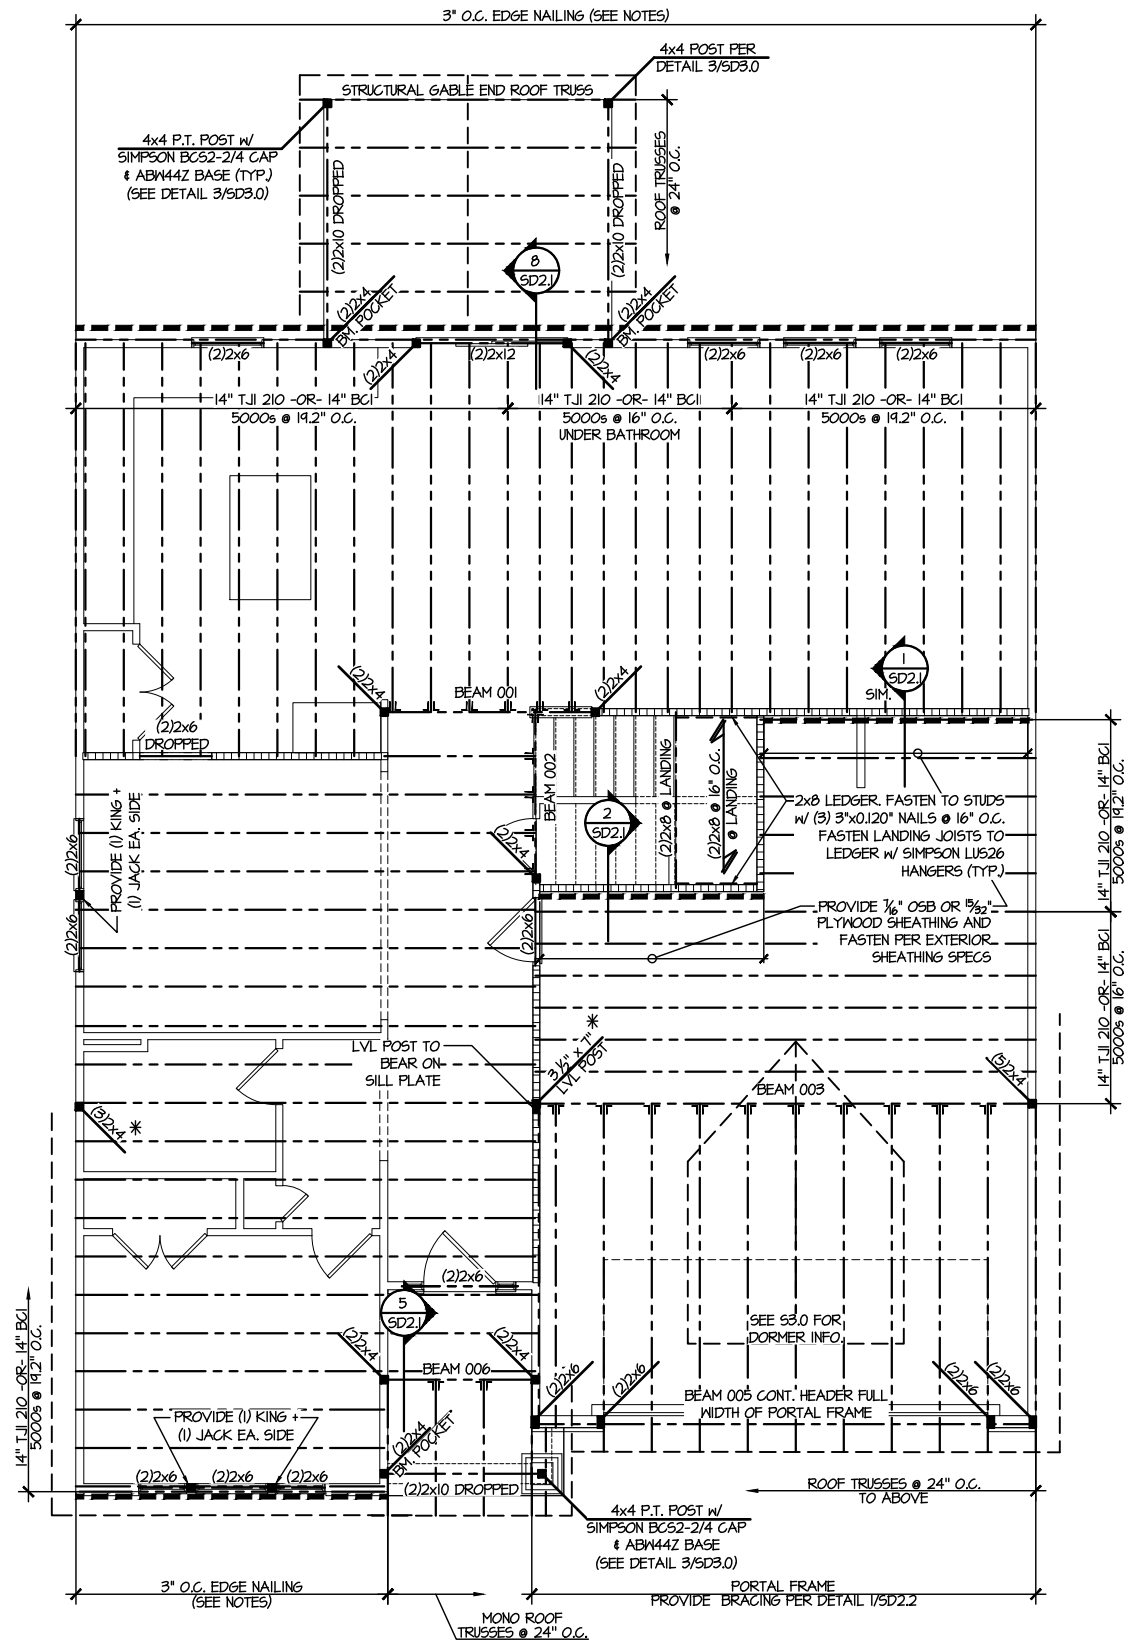 3" O.C. EDGE NAILING (SEE NOTES)
4x4 POST PER
DETAIL 3/SD3.0
STRUCTURAL GABLE END ROOF TRUSS
4x4 P.T. POST W/
SIMPSON BCS2-2/4 CAP
& ABW44Z BASE (TYP.)
(SEE DETAIL 3/SD3.0)
(2)2x10 DROPPED
(2)2x10 DROPPED
ROOF TRUSSES
@ 24" O.C.
8
SD2.1
(2)2x4
BM. POCKET
(2)2x4
BM. POCKET
(2)2x6
(2)2x12
(2)2x6
(2)2x6
(2)2x6
(2)2x4
(2)2x4
14" TJI 210 -OR- 14" BCI
5000s @ 19.2" O.C.
14" TJI 210 -OR- 14" BCI
5000s @ 16" O.C.
UNDER BATHROOM
14" TJI 210 -OR- 14" BCI
5000s @ 19.2" O.C.
1
SD2.1
SIM.
(2)2x4
BEAM 001
(2)2x4
(2)2x6
DROPPED
BEAM 002
(2)2x8 @ LANDING
(2)2x8 @ 16" O.C.
@ LANDING
2
SD2.1
(2)2x4
2x8 LEDGER. FASTEN TO STUDS
W/ (3) 3"x0.120" NAILS @ 16" O.C.
FASTEN LANDING JOISTS TO
LEDGER W/ SIMPSON LUS26
HANGERS (TYP.)
14" TJI 210 -OR- 14" BCI
5000s @ 19.2" O.C.
(2)2x6
(2)2x6
PROVIDE (1) KING +
(1) JACK EA. SIDE
(2)2x6
PROVIDE 7/16" OSB OR 15/32"
PLYWOOD SHEATHING AND
FASTEN PER EXTERIOR
SHEATHING SPECS
14" TJI 210 -OR- 14" BCI
5000s @ 16" O.C.
LVL POST TO
BEAR ON
SILL PLATE
3 1/2" x 7" *
LVL POST
(5)2x4
BEAM 003
(3)2x4 *
(2)2x6
5
SD2.1
SEE S3.0 FOR
DORMER INFO.
14" TJI 210 -OR- 14" BCI
5000s @ 19.2" O.C.
(2)2x4
(2)2x4
BEAM 006
(2)2x6
(2)2x6
(2)2x6
(2)2x6
BEAM 005 CONT. HEADER FULL
WIDTH OF PORTAL FRAME
PROVIDE (1) KING +
(1) JACK EA. SIDE
(2)2x4
BM. POCKET
(2)2x6
(2)2x6
(2)2x6
(2)2x10 DROPPED
ROOF TRUSSES @ 24" O.C.
TO ABOVE
4x4 P.T. POST W/
SIMPSON BCS2-2/4 CAP
& ABW44Z BASE
(SEE DETAIL 3/SD3.0)
3" O.C. EDGE NAILING
(SEE NOTES)
PORTAL FRAME
PROVIDE BRACING PER DETAIL 1/SD2.2
MONO ROOF
TRUSSES @ 24" O.C.